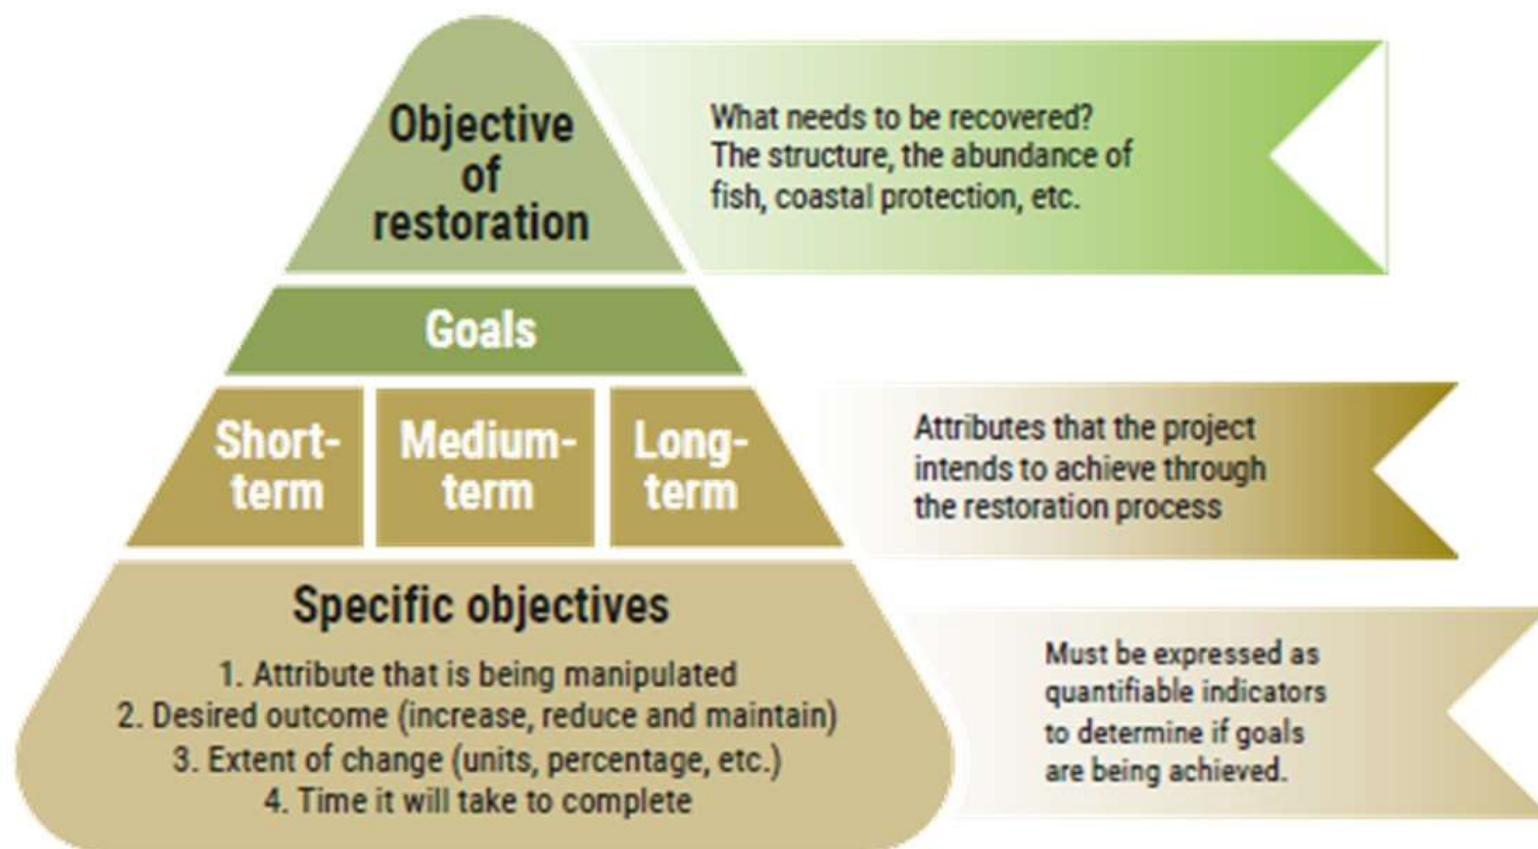 Objective
of
restoration
What needs to be recovered?
The structure, the abundance of
fish, coastal protection, etc.
Goals
Short-
term
Medium-
term
Long-
term
Attributes that the project
intends to achieve through
the restoration process
Specific objectives
1. Attribute that is being manipulated
2. Desired outcome (increase, reduce and maintain)
3. Extent of change (units, percentage, etc.)
4. Time it will take to complete
Must be expressed as
quantifiable indicators
to determine if goals
are being achieved.